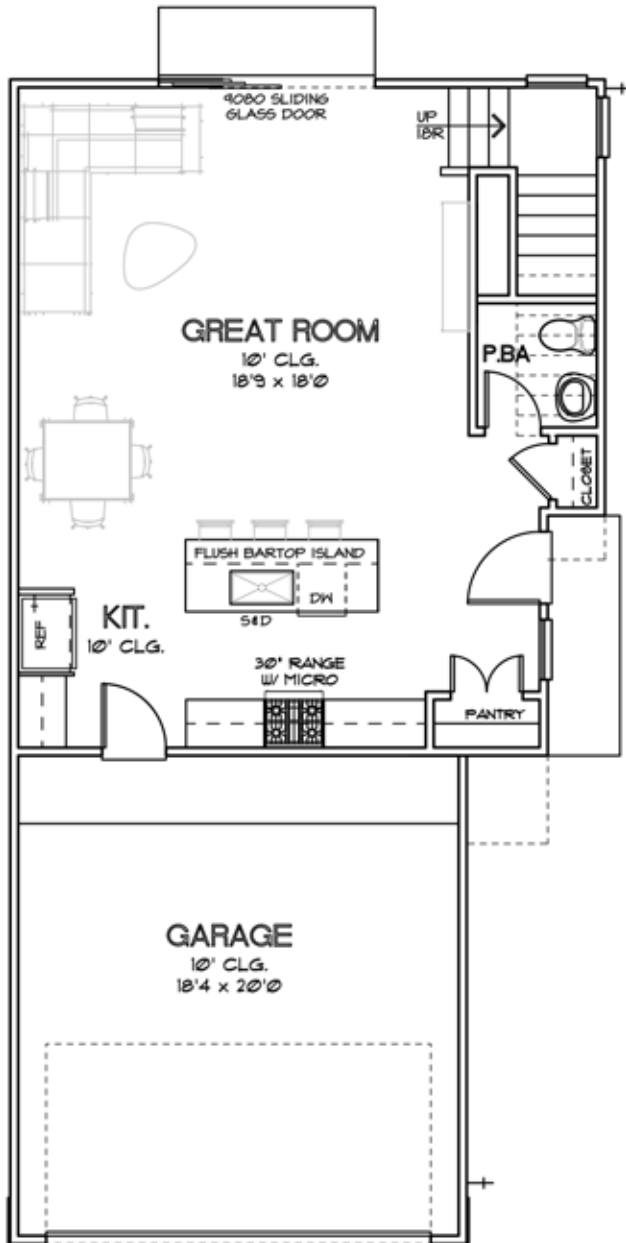 9080 SLIDING
GLASS DOOR
UP
18R
GREAT ROOM
10' CLG.
18'9 x 18'0
P.BA
CLOSET
FLUSH BARTOP ISLAND
DW
S&D
KIT.
10' CLG.
REF
30" RANGE
W/ MICRO
PANTRY
GARAGE
10' CLG.
18'4 x 20'0